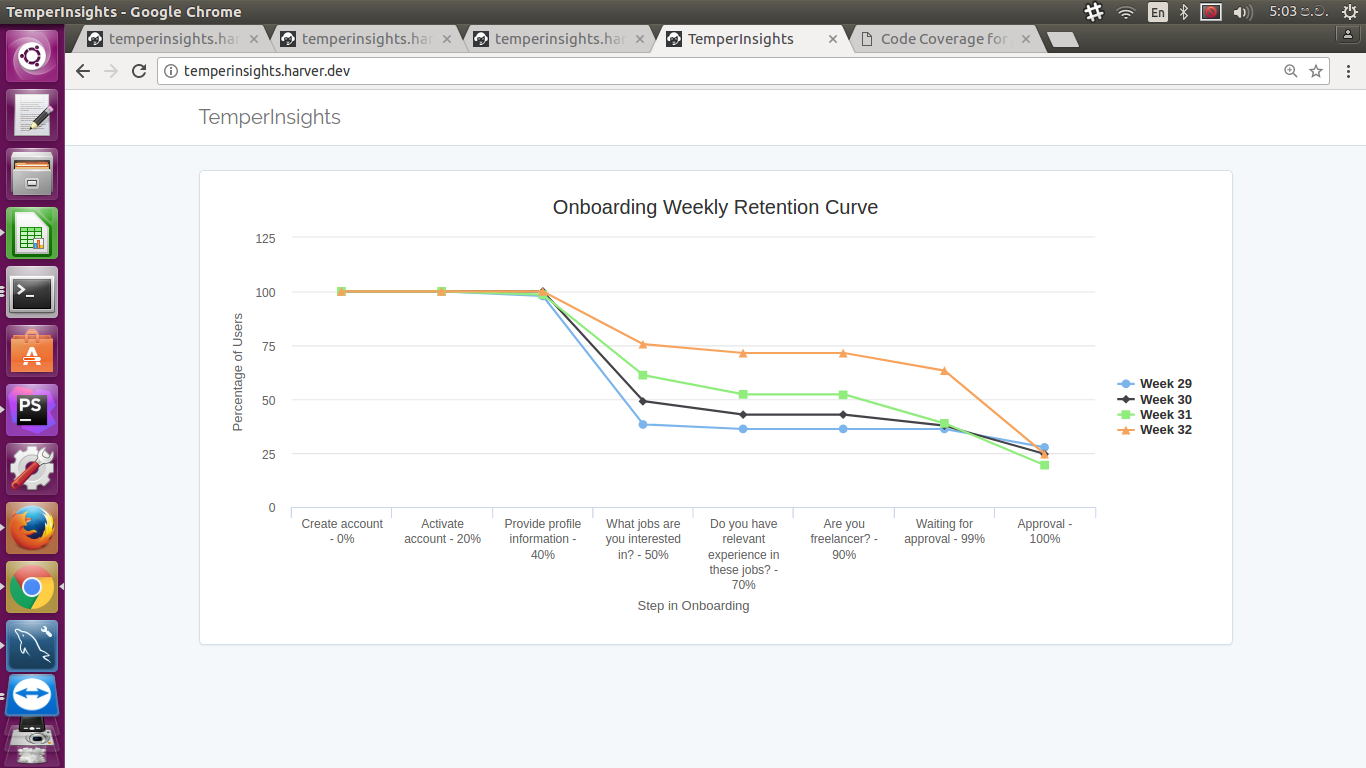 TemperInsights - Google Chrome
En
5:03 ප.ව.
temperinsights.har
temperinsights.ha
temperinsights.har
TemperInsights
Code Coverage for
temperinsights.harver.dev
TemperInsights
Onboarding Weekly Retention Curve
125
100
75
50
25
0
Percentage of Users
Create account
- 0%
Activate
account - 20%
Provide profile
information -
40%
What jobs are
you interested
in? - 50%
Do you have
relevant
experience in
these jobs? -
70%
Are you
freelancer? -
90%
Waiting for
approval - 99%
Approval -
100%
Step in Onboarding
Week 29
Week 30
Week 31
Week 32
PS